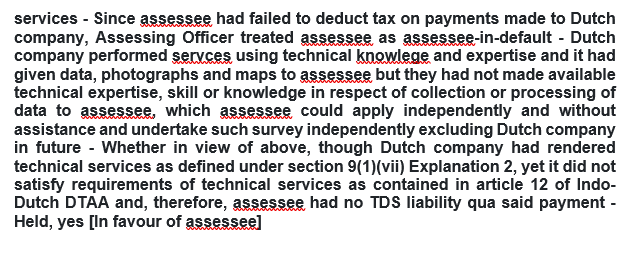 services - Since assessee had failed to deduct tax on payments made to Dutch
company, Assessing Officer treated assessee as assessee-in-default - Dutch
company performed servces using technical knowlege and expertise and it had
given data, photographs and maps to assessee but they had not made available
technical expertise, skill or knowledge in respect of collection or processing of
data to assessee, which assessee could apply independently and without
assistance and undertake such survey independently excluding Dutch company
in future - Whether in view of above, though Dutch company had rendered
technical services as defined under section 9(1)(vii) Explanation 2, yet it did not
satisfy requirements of technical services as contained in article 12 of Indo-
Dutch DTAA and, therefore, assessee had no TDS liability qua said payment -
Held, yes [In favour of assessee]